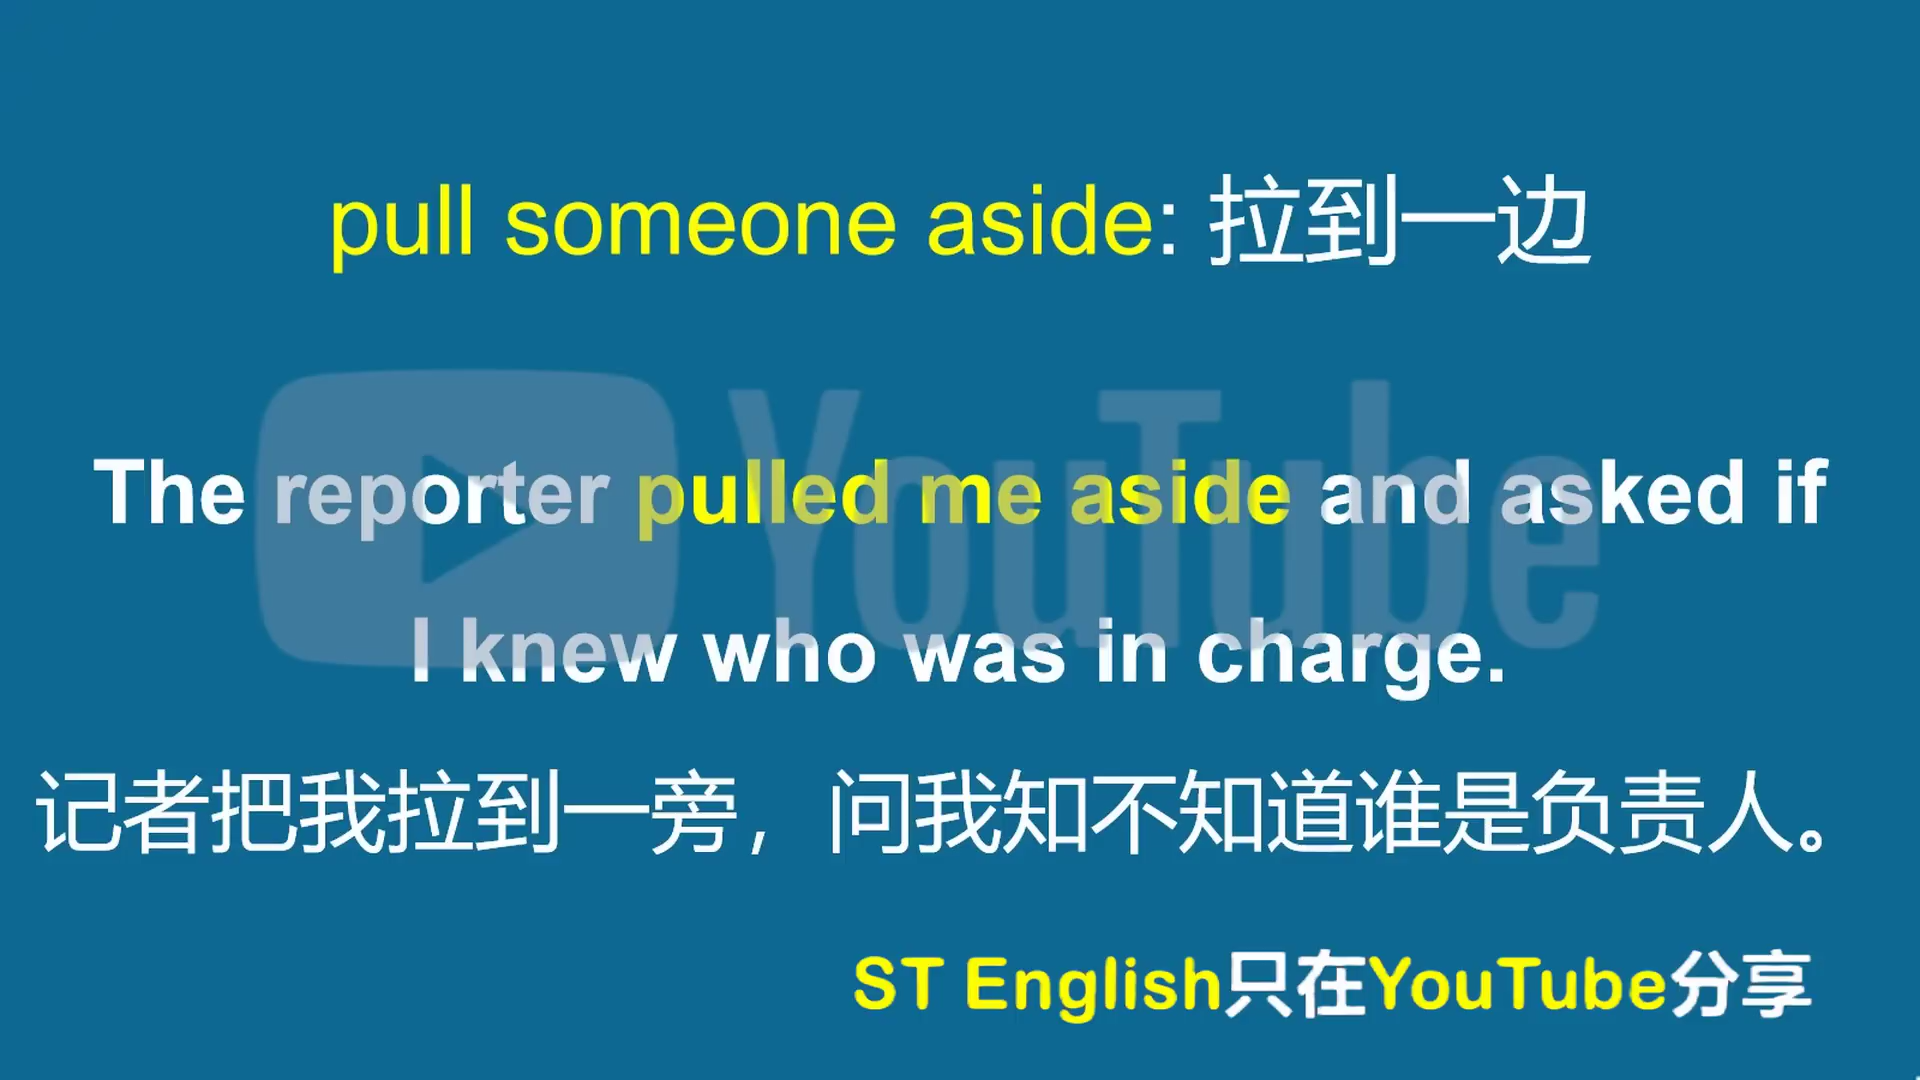 pull someone aside: 拉到一边
YouTube
The reporter pulled me aside and asked if
I knew who was in charge.
记者把我拉到一旁，问我知不知道谁是负责人。
ST English只在YouTube分享